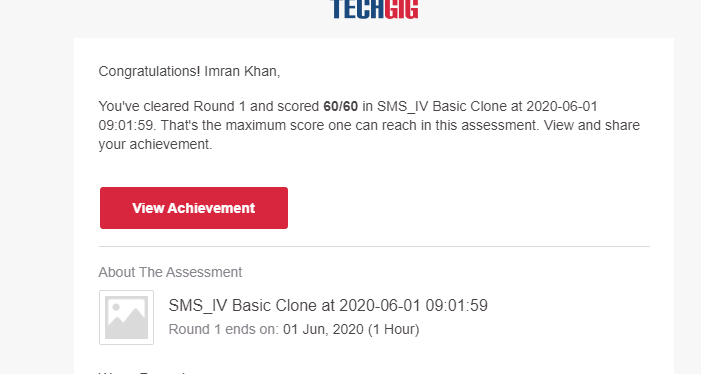 TECHGIG
Congratulations! Imran Khan,
You've cleared Round 1 and scored 60/60 in SMS_IV Basic Clone at 2020-06-01
09:01:59. That's the maximum score one can reach in this assessment. View and share
your achievement.
View Achievement
About The Assessment
SMS_IV Basic Clone at 2020-06-01 09:01:59
Round 1 ends on: 01 Jun, 2020 (1 Hour)